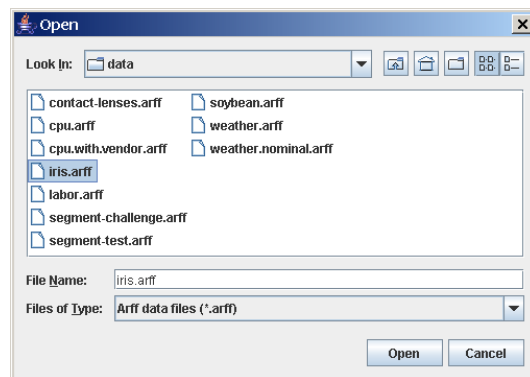 Open
Look In: data
contact-lenses.arff
cpu.arff
cpu.with.vendor.arff
iris.arff
labor.arff
segment-challenge.arff
segment-test.arff
soybean.arff
weather.arff
weather.nominal.arff
File Name: iris.arff
Files of Type: Arff data files (*.arff)
Open Cancel